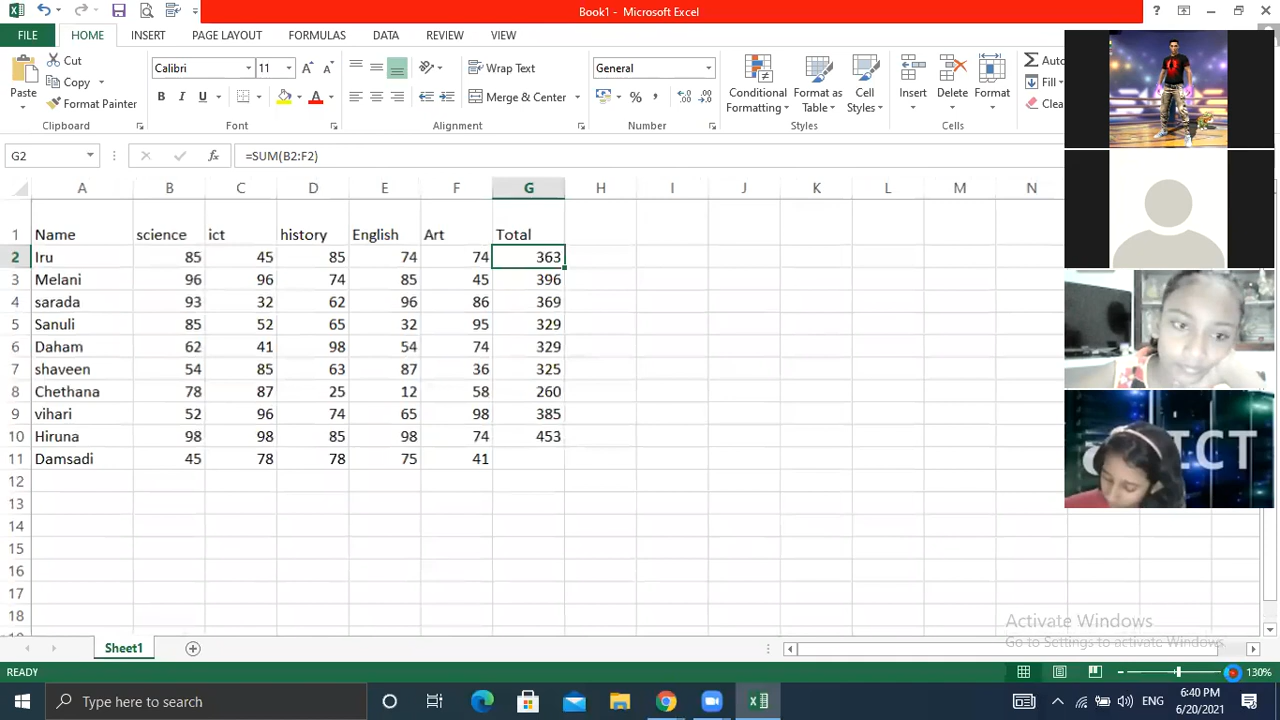 Book1 - Microsoft Excel
?
FILE HOME INSERT PAGE LAYOUT FORMULAS DATA REVIEW VIEW
Cut
Copy
Format Painter
Paste
Clipboard
Calibri 11
B I U
Font
Wrap Text
Merge & Center
Alignment
General
%
Number
Conditional Formatting
Format as Table
Cell Styles
Styles
Insert Delete Format
Cells
Auto
Fill
Clea
G2 fx =SUM(B2:F2)
A B C D E F G H I J K L M N
1 Name science ict history English Art Total
2 Iru 85 45 85 74 74 363
3 Melani 96 96 74 85 45 396
4 sarada 93 32 62 96 86 369
5 Sanuli 85 52 65 32 95 329
6 Daham 62 41 98 54 74 329
7 shaveen 54 85 63 87 36 325
8 Chethana 78 87 25 12 58 260
9 vihari 52 96 74 65 98 385
10 Hiruna 98 98 85 98 74 453
11 Damsadi 45 78 78 75 41
12
13
14
15
16
17
18
ICT
Activate Windows
Go to Settings to activate Windows.
Sheet1
READY 130%
Type here to search
ENG
6:40 PM
6/20/2021